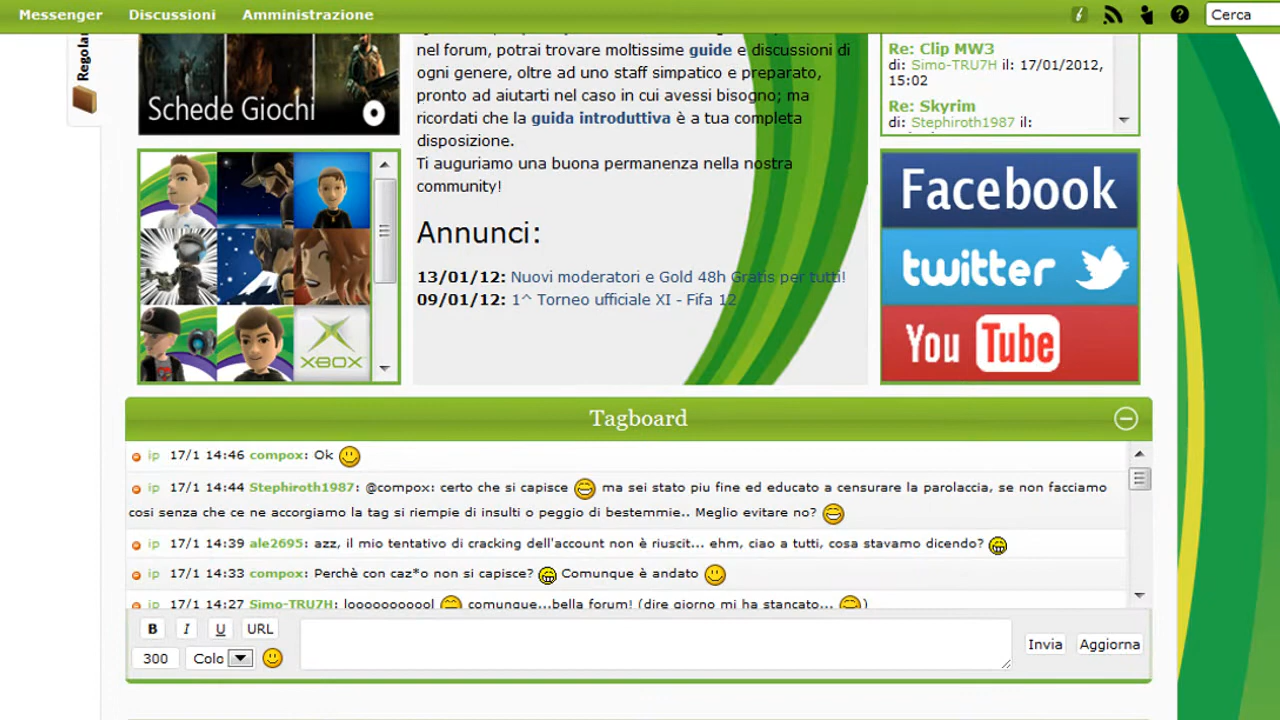 Messenger Discussioni Amministrazione Cerca
Regola
Schede Giochi
nel forum, potrai trovare moltissime guide e discussioni di
ogni genere, oltre ad uno staff simpatico e preparato,
pronto ad aiutarti nel caso in cui avessi bisogno; ma
ricordati che la guida introduttiva è a tua completa
disposizione.
Ti auguriamo una buona permanenza nella nostra
community!
Annunci:
13/01/12: Nuovi moderatori e Gold 48h Gratis per tutti!
09/01/12: 1^ Torneo ufficiale XI - Fifa 12
Re: Clip MW3
di: Simo-TRU7H il: 17/01/2012,
15:02
Re: Skyrim
di: Stephiroth1987 il:
XBOX
Facebook
twitter
You Tube
Tagboard
ip 17/1 14:46 compox: Ok
ip 17/1 14:44 Stephiroth1987: @compox: certo che si capisce ma sei stato piu fine ed educato a censurare la parolaccia, se non facciamo
cosi senza che ce ne accorgiamo la tag si riempie di insulti o peggio di bestemmie.. Meglio evitare no?
ip 17/1 14:39 ale2695: azz, il mio tentativo di cracking dell'account non è riuscit... ehm, ciao a tutti, cosa stavamo dicendo?
ip 17/1 14:33 compox: Perchè con caz*o non si capisce? Comunque è andato
ip 17/1 14:27 Simo-TRU7H: looooooooool comunque...bella forum! (dire giorno mi ha stancato... )
B I U URL
300 Colo
Invia Aggiorna